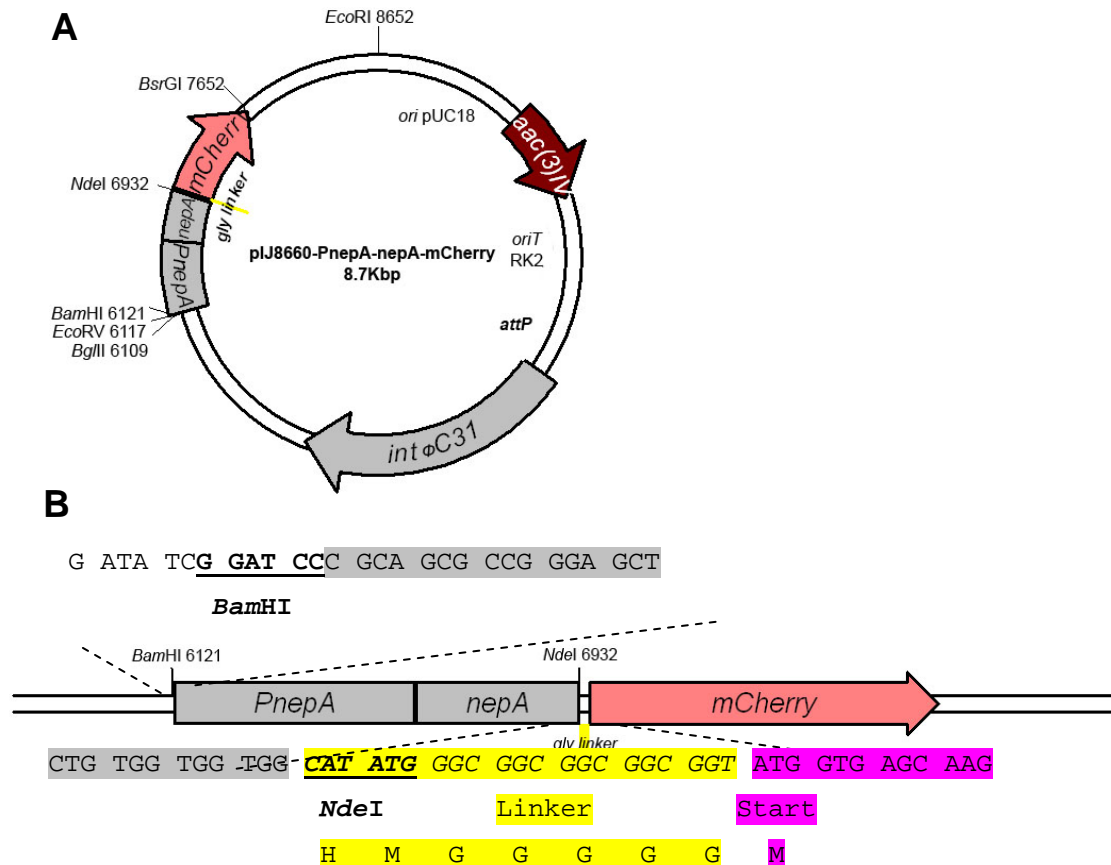 A
EcoRI 8652
BsrGI 7652
ori pUC18
aac(3)IV
mCherry
NdeI 6932
nepA
gly linker
PnepA
pIJ8660-PnepA-nepA-mCherry
8.7Kbp
oriT
RK2
attP
BamHI 6121
EcoRV 6117
BglII 6109
int ΦC31
B
G ATA TCG GAT CCC GCA GCG CCG GGA GCT
BamHI
BamHI 6121
NdeI 6932
PnepA
nepA
mCherry
gly linker
CTG TGG TGG TGG CAT ATG GGC GGC GGC GGC GGT ATG GTG AGC AAG
NdeI
Linker
Start
H M G G G G G M